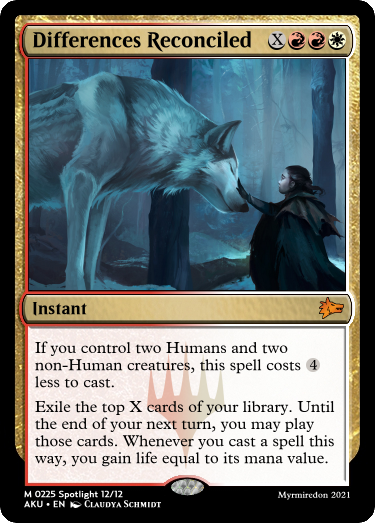 Differences Reconciled X
Instant
If you control two Humans and two
non-Human creatures, this spell costs 4
less to cast.
Exile the top X cards of your library. Until
the end of your next turn, you may play
those cards. Whenever you cast a spell this
way, you gain life equal to its mana value.
M 0225 Spotlight 12/12
AKU • EN Claudya Schmidt
Myrmiredon 2021